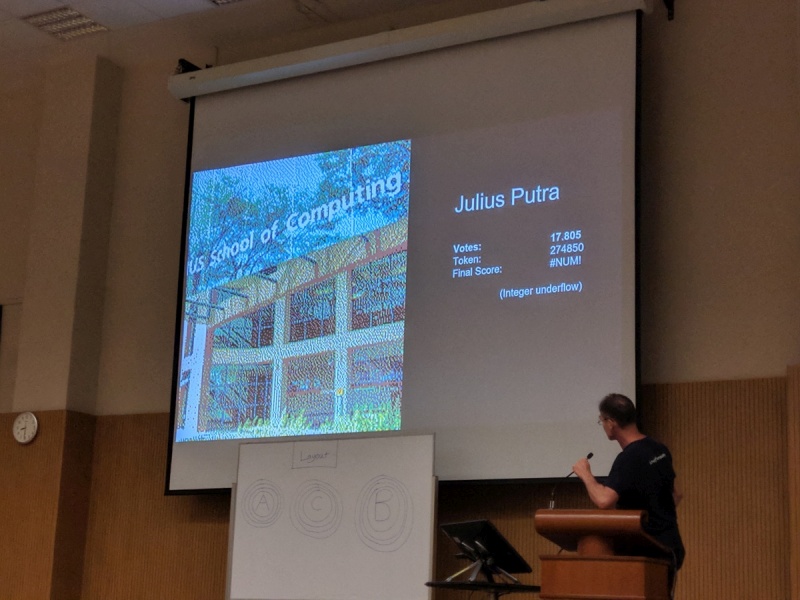 US School of Computing
Julius Putra
Votes: 17.805
Token: 274850
Final Score: #NUM!
(Integer underflow)
Layout
A C B